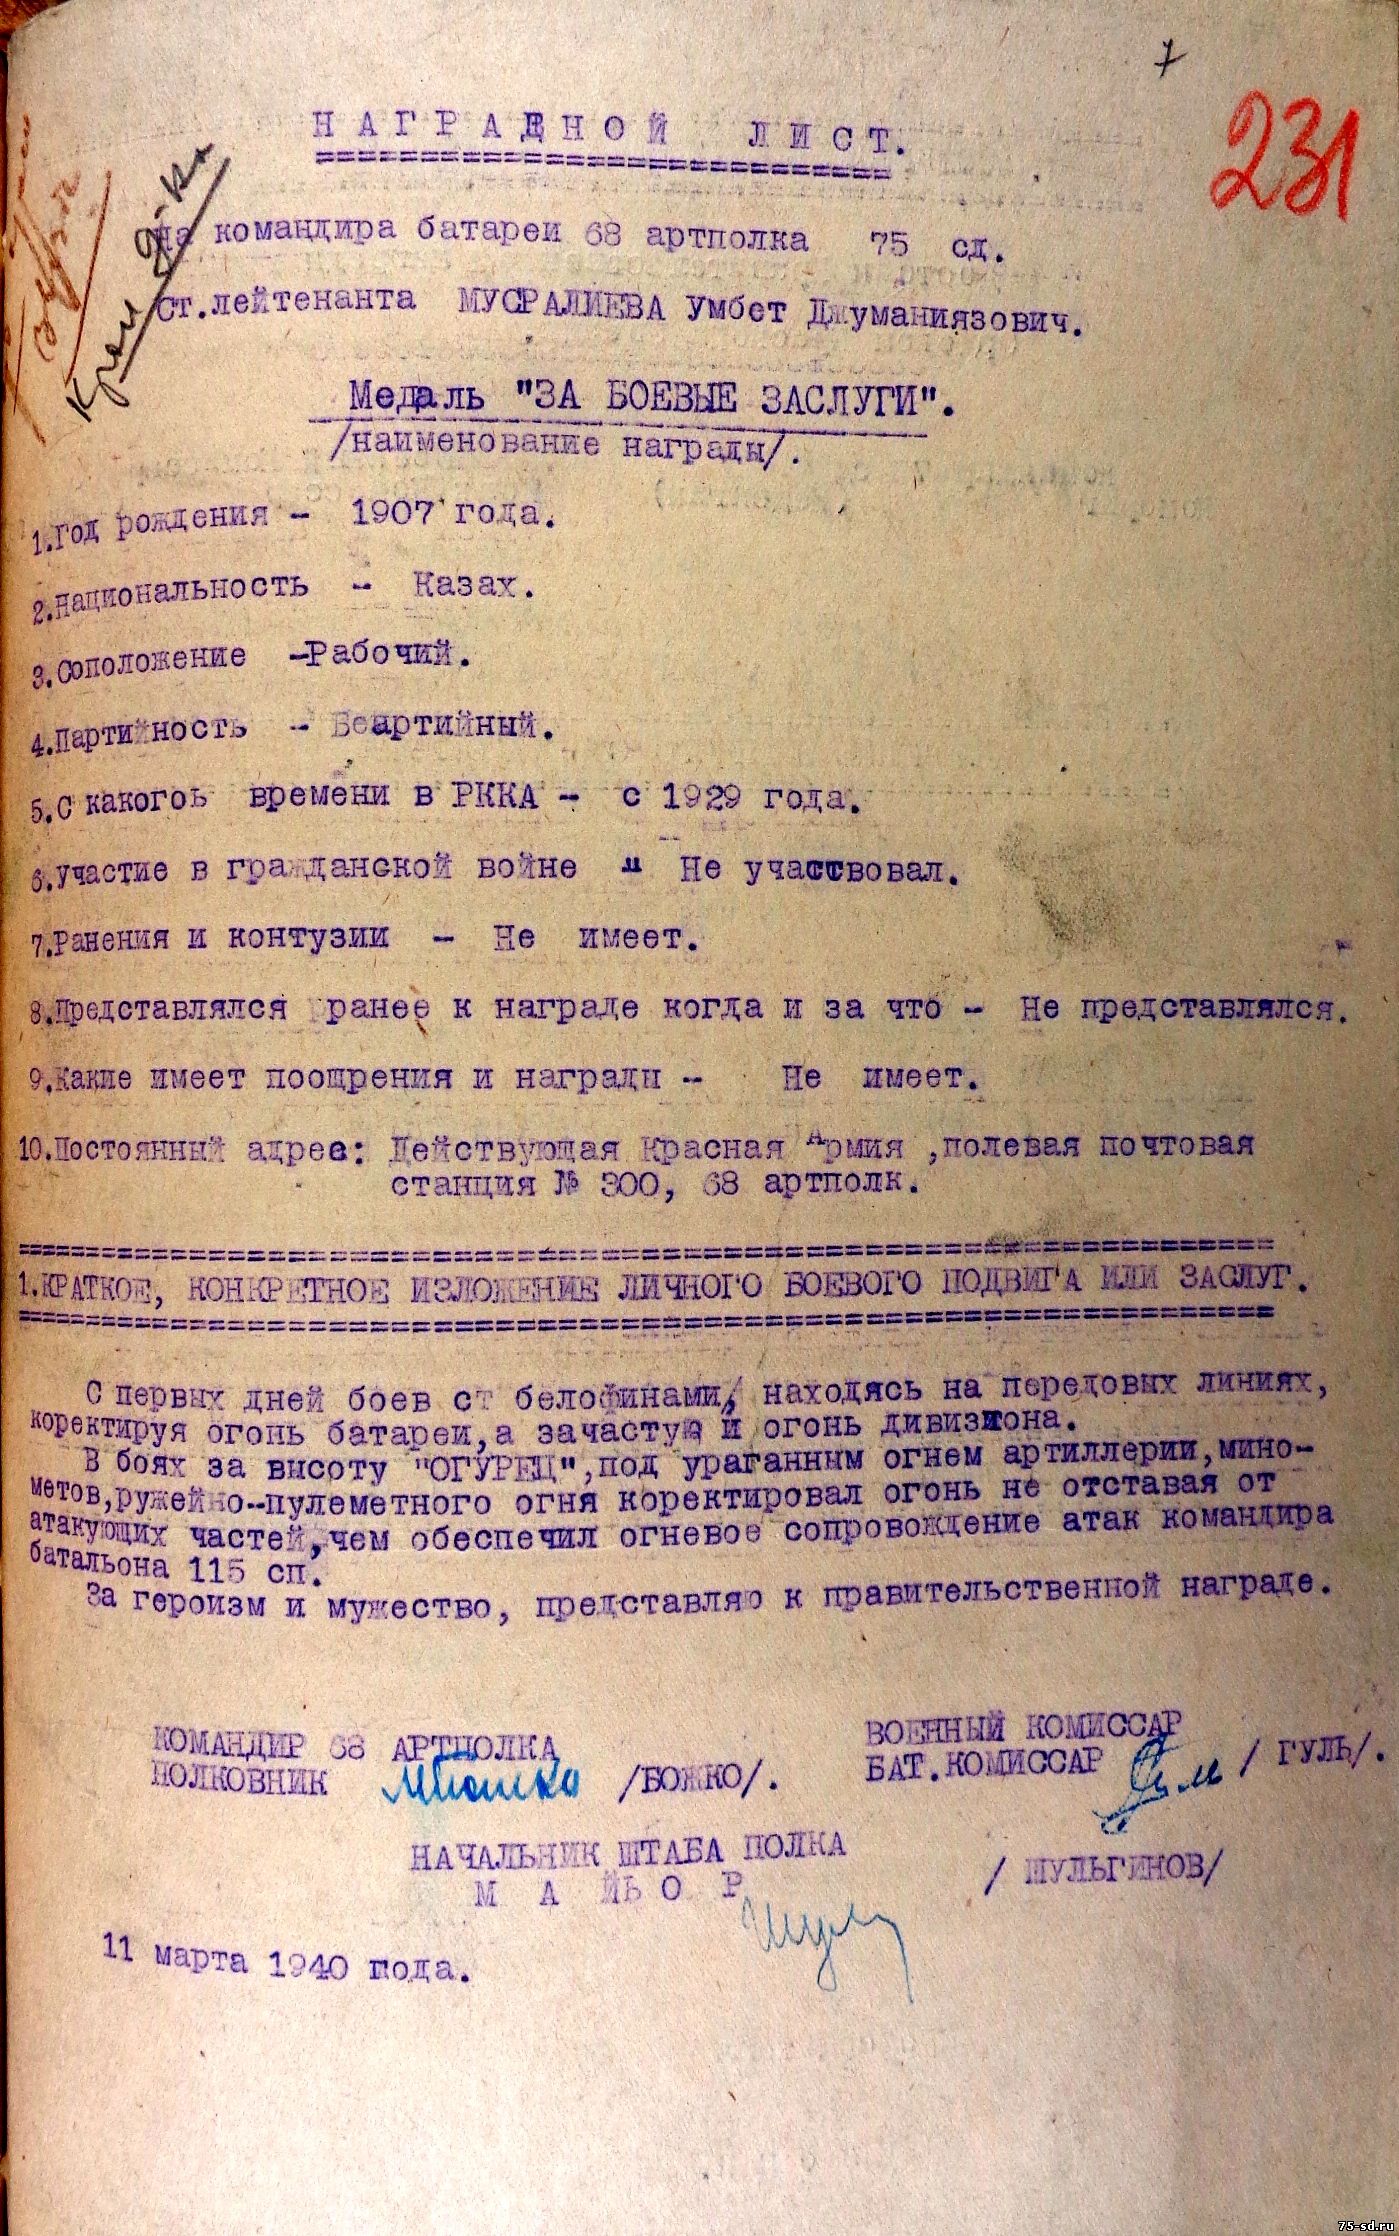 7
231
НАГРАДНОЙ ЛИСТ.
на командира батареи 68 артполка 75 сд.
Ст.лейтенанта МУСРАЛИЕВА Умбет Джуманиязович.
Медаль "ЗА БОЕВЫЕ ЗАСЛУГИ".
/наименование награды/.
1.Год рождения - 1907 года.
2.Национальность - Казах.
3.Соположение -Рабочий.
4.Партийность - Беартийный.
5.С какогоь времени в РККА - с 1929 года.
6.Участие в гражданской войне - Не участвовал.
7.Ранения и контузии - Не имеет.
8.Представлялся ранее к награде когда и за что - Не представлялся.
9.Какие имеет поощрения и награды - Не имеет.
10.Постоянный адрес: Действующая Красная Армия ,полевая почтовая
станция № 300, 68 артполк.
1.КРАТКОЕ, КОНКРЕТНОЕ ИЗЛОЖЕНИЕ ЛИЧНОГО БОЕВОГО ПОДВИГА ИЛИ ЗАСЛУГ.
С первых дней боев ст белофинами, находясь на передовых линиях,
коректируя огонь батареи,а зачастую и огонь дивизиона.
В боях за высоту "ОГУРЕЦ",под ураганным огнем артиллерии,мино-
метов,ружейно-пулеметного огня коректировал огонь не отставая от
атакующих частей,чем обеспечил огневое сопровождение атак командира
батальона 115 сп.
За героизм и мужество, представляю к правительственной награде.
КОМАНДИР 68 АРТПОЛКА
ПОЛКОВНИК /БОЖКО/.
ВОЕННЫЙ КОМИССАР
БАТ.КОМИССАР / ГУЛЬ/.
НАЧАЛЬНИК ШТАБА ПОЛКА
МАЙЬОР / ШУЛЬГИНОВ/
11 марта 1940 года.
75-sd.ru